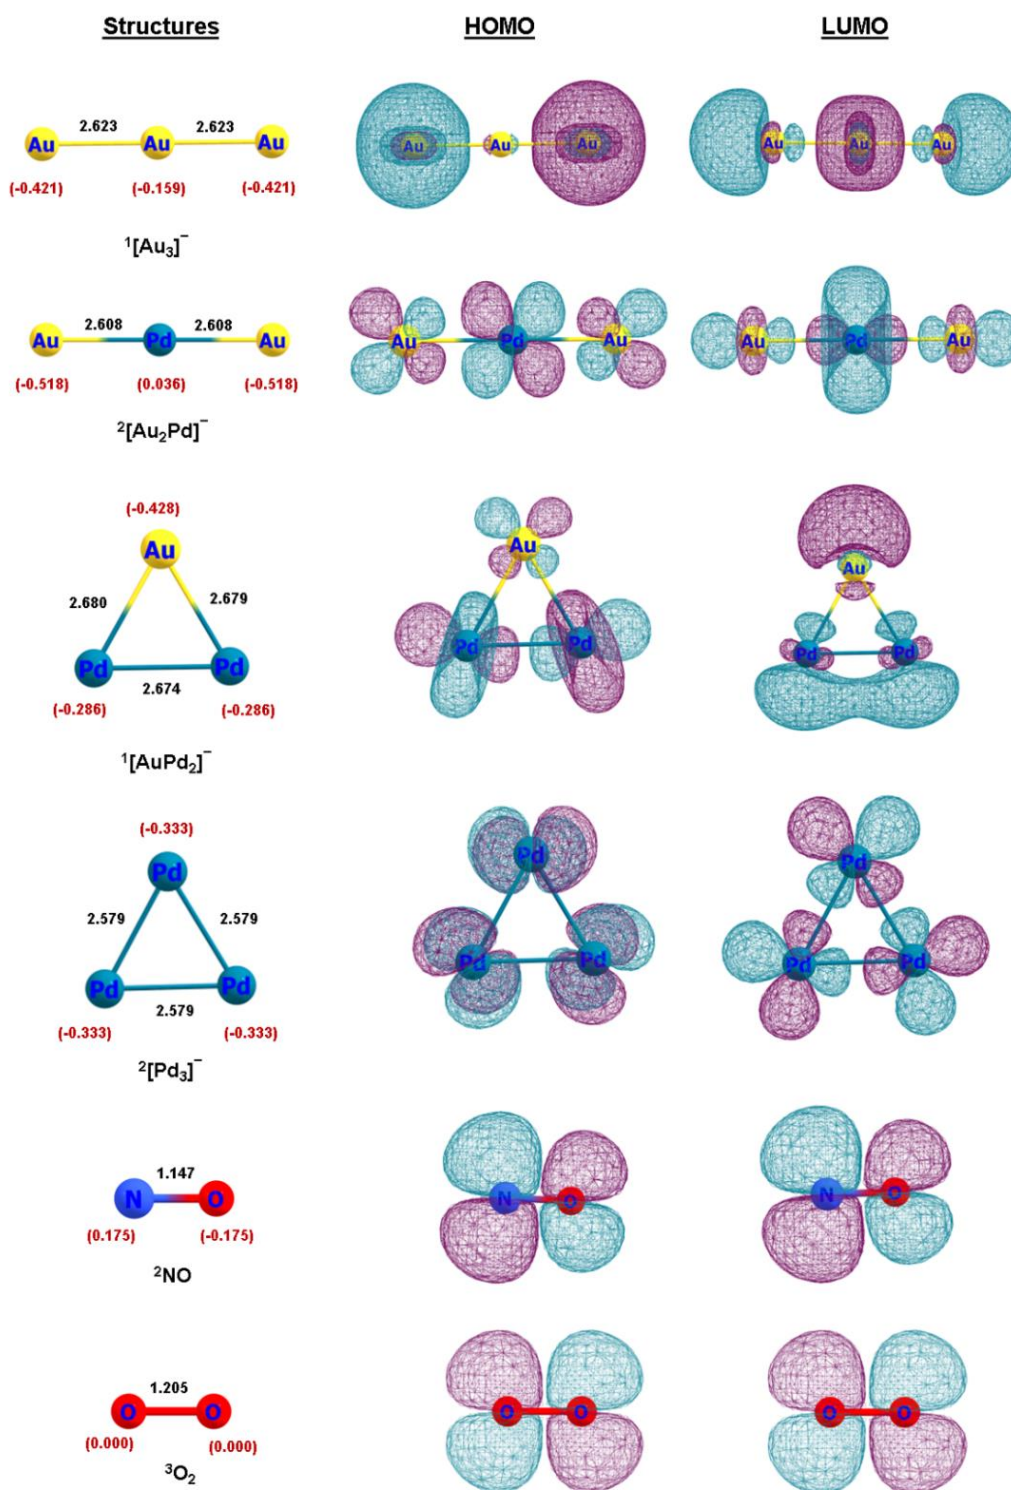 Structures HOMO LUMO
2.623 2.623
Au Au Au Au Au Au Au Au Au
(-0.421) (-0.159) (-0.421)
¹[Au₃]⁻
2.608 2.608
Au Pd Au Au Pd Au Au Pd Au
(-0.518) (0.036) (-0.518)
²[Au₂Pd]⁻
(-0.428)
Au Au Au
2.680 2.679
Pd Pd Pd Pd Pd Pd
2.674
(-0.286) (-0.286)
¹[AuPd₂]⁻
(-0.333)
Pd Pd Pd
2.579 2.579
Pd Pd Pd Pd Pd Pd
2.579
(-0.333) (-0.333)
²[Pd₃]⁻
1.147
N O N O N O
(0.175) (-0.175)
²NO
1.205
O O O O O O
(0.000) (0.000)
³O₂